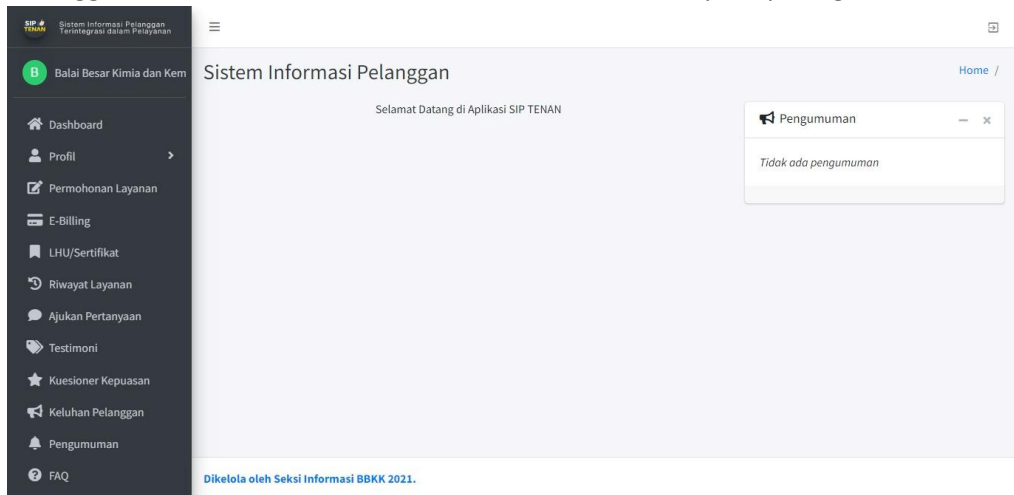 SIP
TENAN
Sistem Informasi Pelanggan
Terintegrasi dalam Pelayanan
B
Balai Besar Kimia dan Kem
Dashboard
Profil
Permohonan Layanan
E-Billing
LHU/Sertifikat
Riwayat Layanan
Ajukan Pertanyaan
Testimoni
Kuesioner Kepuasan
Keluhan Pelanggan
Pengumuman
FAQ
Sistem Informasi Pelanggan
Home /
Selamat Datang di Aplikasi SIP TENAN
Pengumuman
Tidak ada pengumuman
Dikelola oleh Seksi Informasi BBKK 2021.